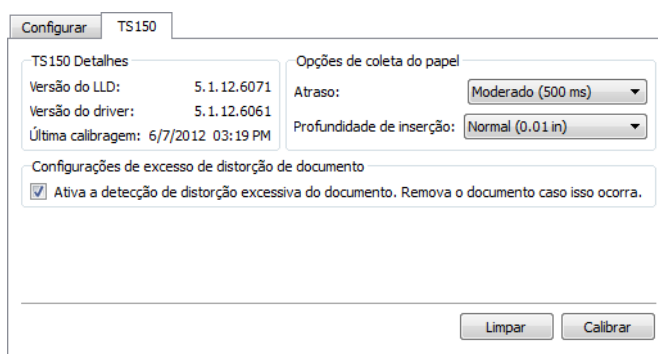 Configurar TS150
TS150 Detalhes
Versão do LLD: 5.1.12.6071
Versão do driver: 5.1.12.6061
Última calibragem: 6/7/2012 03:19 PM
Opções de coleta do papel
Atraso: Moderado (500 ms)
Profundidade de inserção: Normal (0.01 in)
Configurações de excesso de distorção de documento
Ativa a detecção de distorção excessiva do documento. Remova o documento caso isso ocorra.
Limpar Calibrar